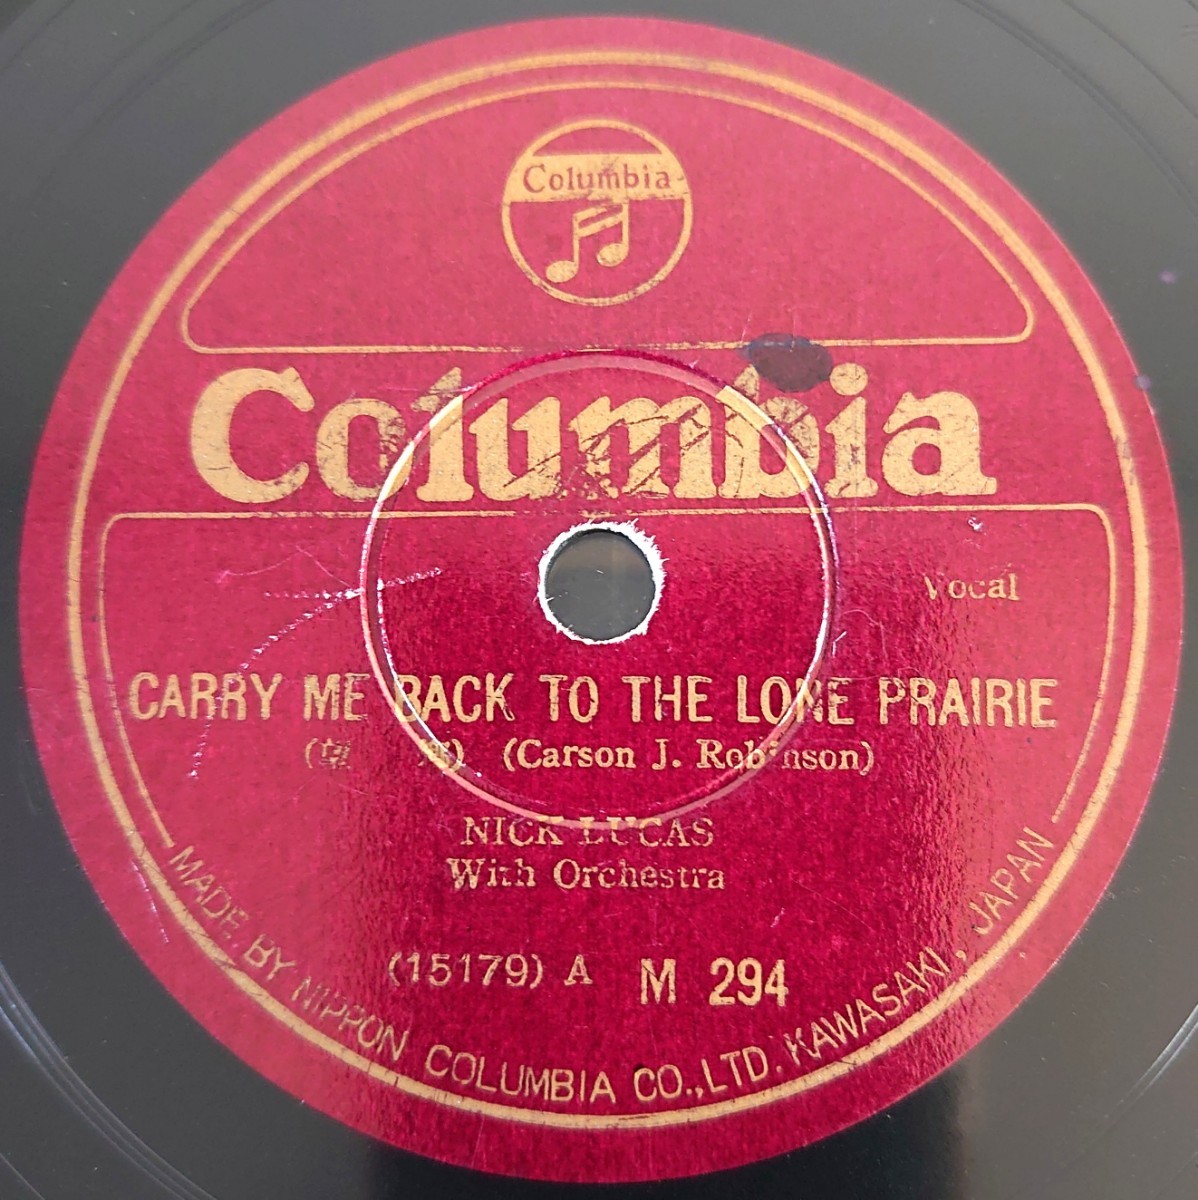 Columbia
Columbia
Vocal
CARRY ME BACK TO THE LONE PRAIRIE
(Carson J. Robinson)
NICK LUCAS
With Orchestra
(15179) A M 294
MADE BY NIPPON COLUMBIA CO., LTD. KAWASAKI, JAPAN